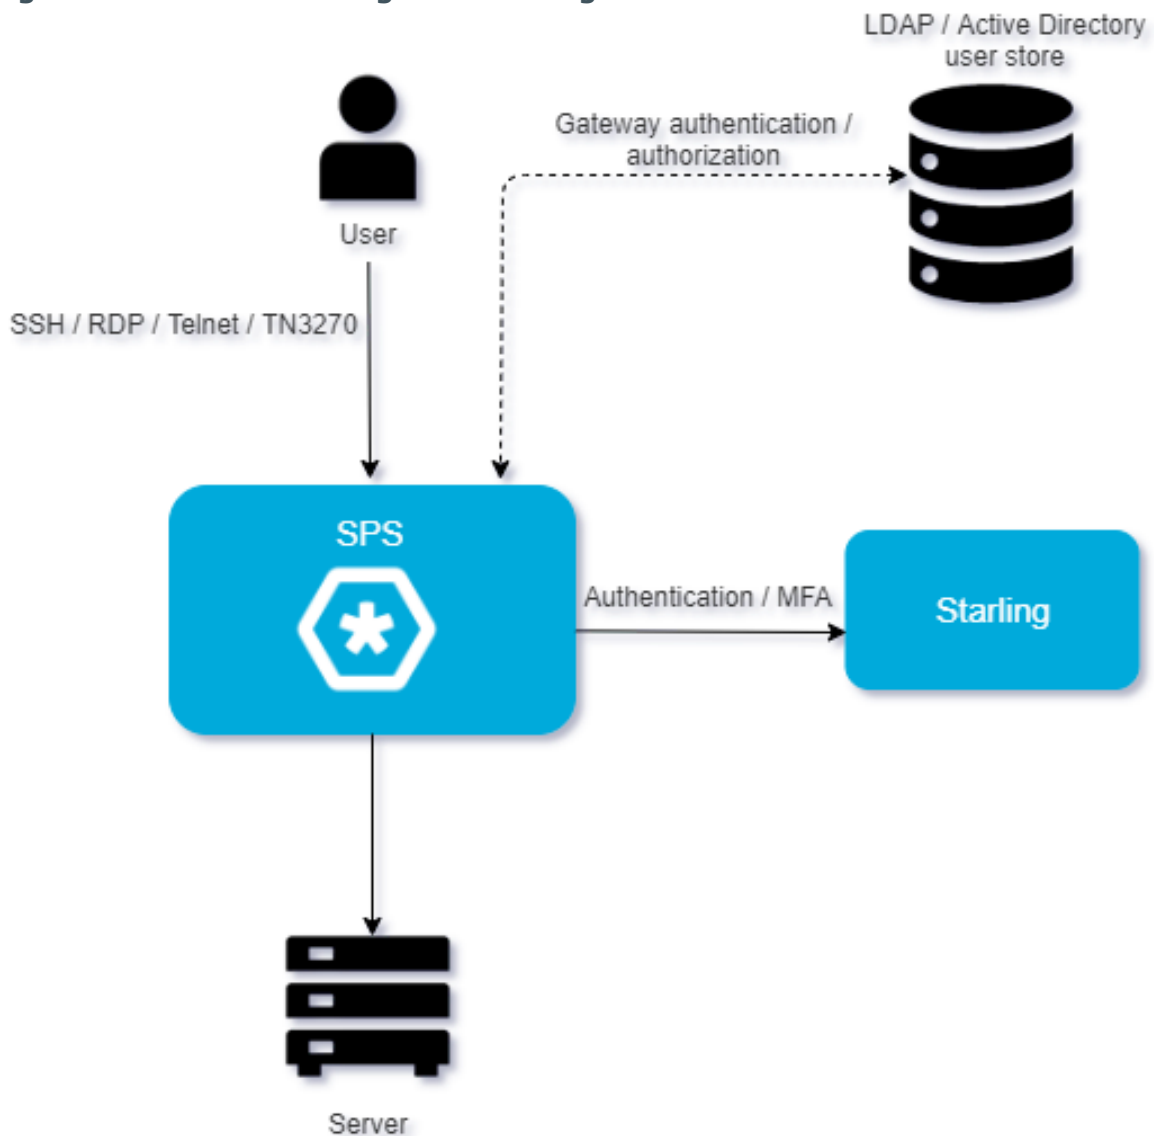 LDAP / Active Directory
user store
Gateway authentication /
authorization
User
SSH / RDP / Telnet / TN3270
SPS
Authentication / MFA
Starling
Server